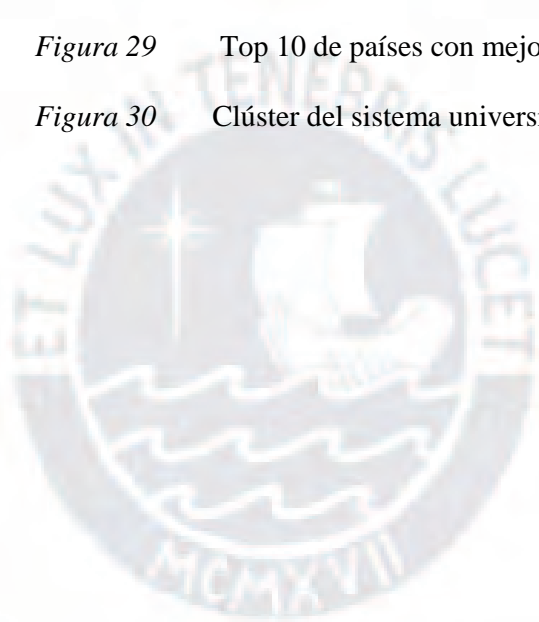 Figura 29 Top 10 de países con mejo
Figura 30 Clúster del sistema univers
ET LUX IN TENEBRIS LUCET
MCMXVII